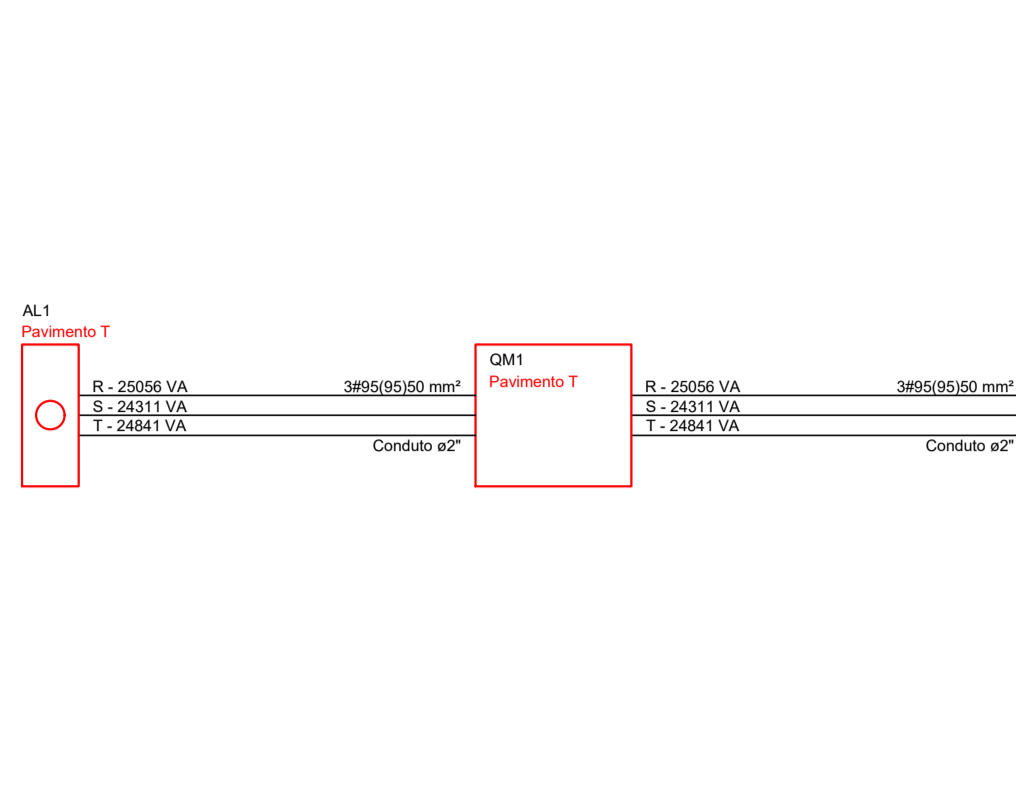 AL1
Pavimento T
R - 25056 VA
3#95(95)50 mm²
S - 24311 VA
T - 24841 VA
Conduto ø2"
QM1
Pavimento T
R - 25056 VA
3#95(95)50 mm²
S - 24311 VA
T - 24841 VA
Conduto ø2"